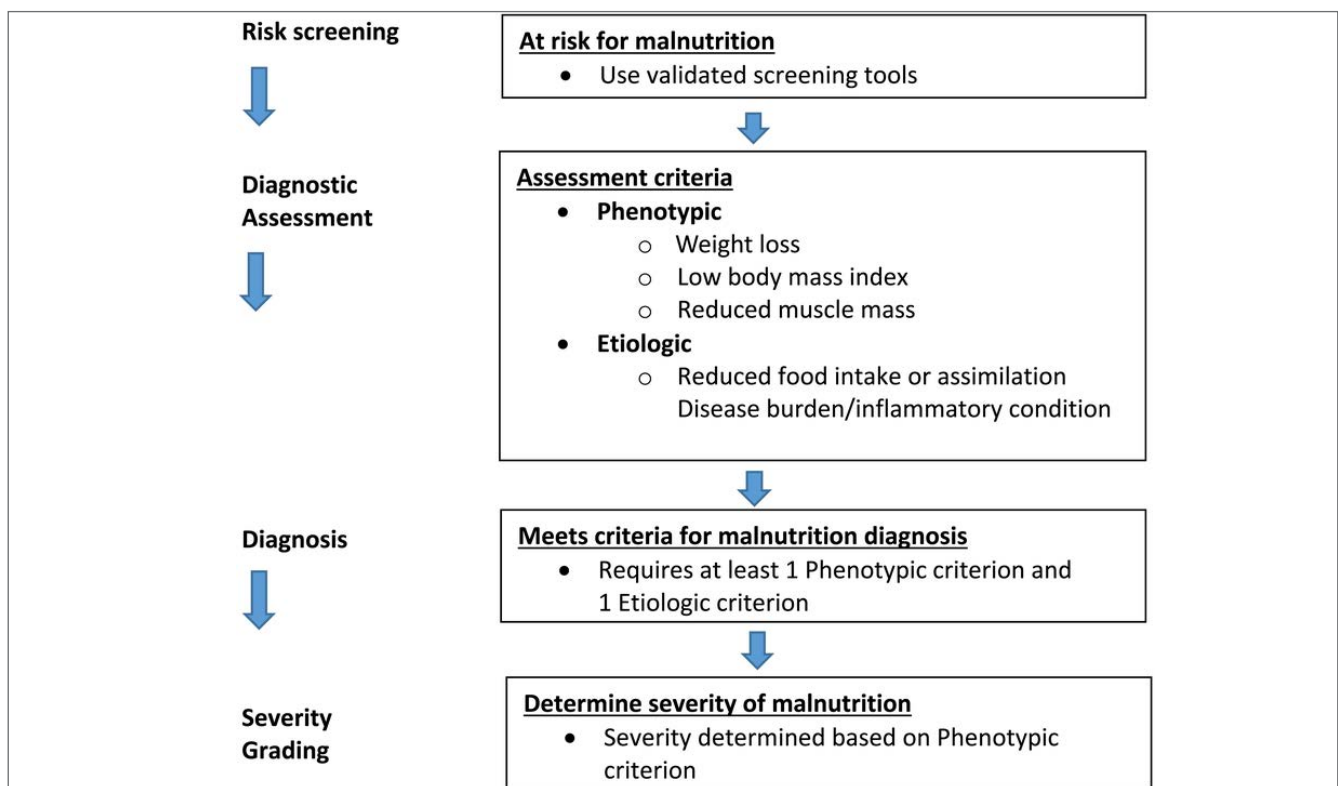 Risk screening
At risk for malnutrition
• Use validated screening tools
Diagnostic
Assessment
Assessment criteria
• Phenotypic
o Weight loss
o Low body mass index
o Reduced muscle mass
• Etiologic
o Reduced food intake or assimilation
Disease burden/inflammatory condition
Diagnosis
Meets criteria for malnutrition diagnosis
• Requires at least 1 Phenotypic criterion and
1 Etiologic criterion
Severity
Grading
Determine severity of malnutrition
• Severity determined based on Phenotypic
criterion